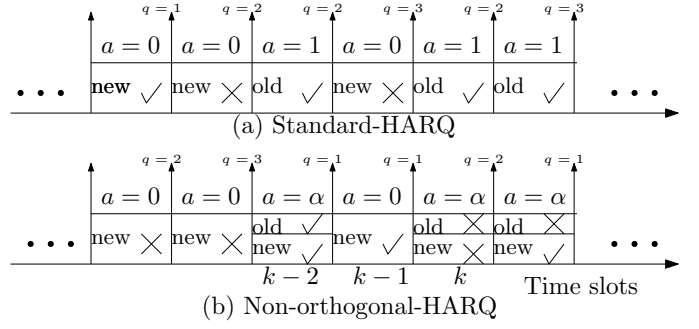 q = 1 q = 2 q = 2 q = 3 q = 2 q = 3
a = 0 a = 0 a = 1 a = 0 a = 1 a = 1
new ✓ new × old ✓ new × old ✓ old ✓
(a) Standard-HARQ
q = 2 q = 3 q = 1 q = 1 q = 2 q = 1
a = 0 a = 0 a = α a = 0 a = α a = α
old ✓ old × old ×
new × new × new ✓ new ✓ new × new ✓
k − 2 k − 1 k
Time slots
(b) Non-orthogonal-HARQ